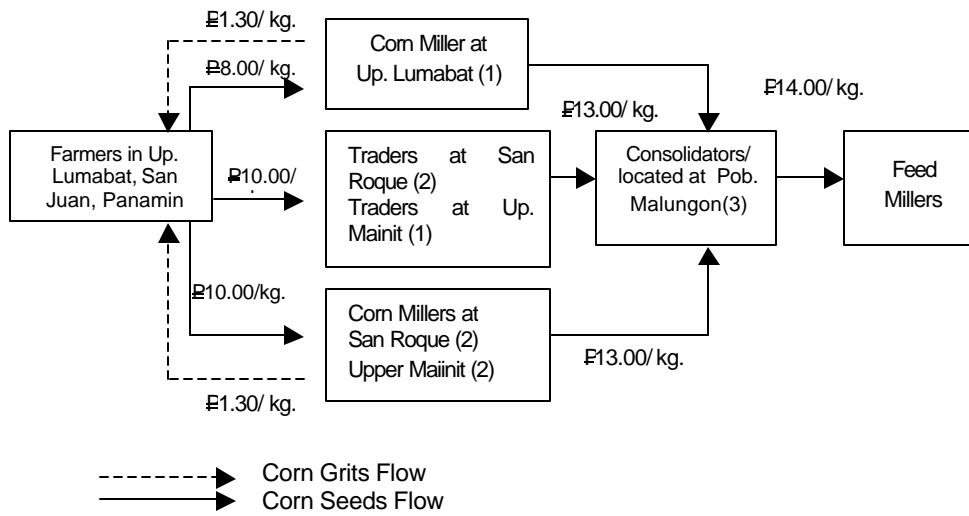 ₱1.30/ kg.
Corn Miller at
Up. Lumabat (1)
₱8.00/ kg.
₱14.00/ kg.
₱13.00/ kg.
Farmers in Up.
Lumabat, San
Juan, Panamin
₱10.00/
Traders at San
Roque (2)
Traders at Up.
Mainit (1)
Consolidators/
located at Pob.
Malungon(3)
Feed
Millers
₱10.00/kg.
Corn Millers at
San Roque (2)
Upper Maiinit (2)
₱13.00/ kg.
₱1.30/ kg.
Corn Grits Flow
Corn Seeds Flow